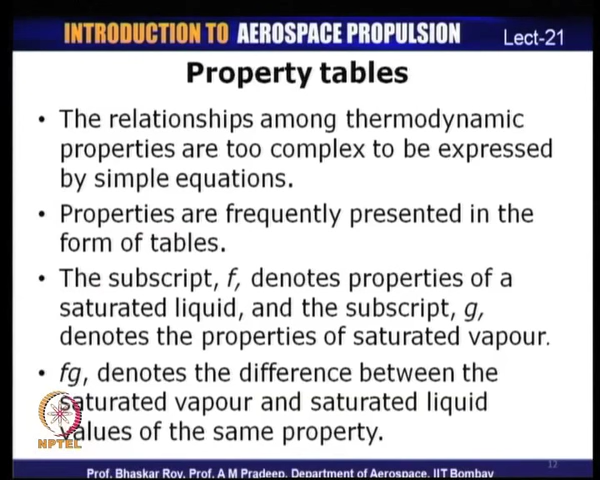 INTRODUCTION TO AEROSPACE PROPULSION Lect-21
Property tables
• The relationships among thermodynamic
properties are too complex to be expressed
by simple equations.
• Properties are frequently presented in the
form of tables.
• The subscript, f, denotes properties of a
saturated liquid, and the subscript, g,
denotes the properties of saturated vapour.
• fg, denotes the difference between the
saturated vapour and saturated liquid
values of the same property.
NPTEL
12
Prof. Bhaskar Roy, Prof. A M Pradeep, Department of Aerospace, IIT Bombay